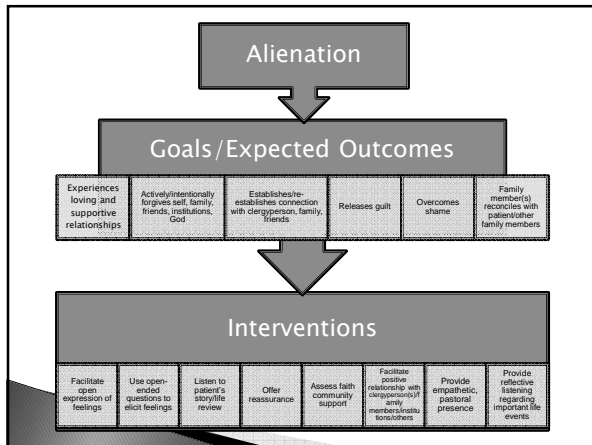 Alienation
Goals/Expected Outcomes
Experiences
loving and
supportive
relationships
Actively/intentionally
forgives self, family,
friends, institutions,
God
Establishes/re-
establishes connection
with clergyperson, family,
friends
Releases guilt
Overcomes
shame
Family
member(s)
reconciles with
patient/other
family members
Interventions
Facilitate
open
expression of
feelings
Use open-
ended
questions to
elicit feelings
Listen to
patient's
story/life
review
Offer
reassurance
Assess faith
community
support
Facilitate positive
relationship with
clergyperson(s)/f
amily
members/institu
tions/others
Provide
empathetic,
pastoral
presence
Provide
reflective
listening
regarding
important life
events